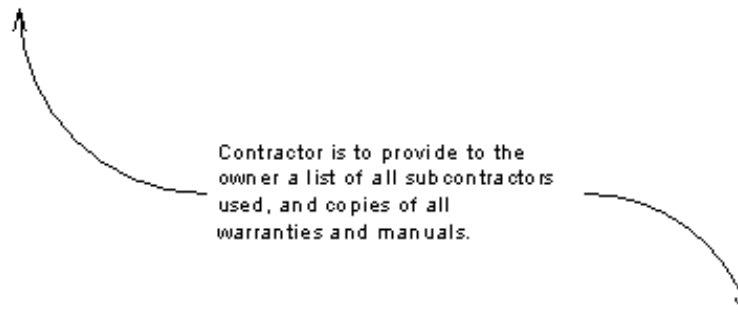 Contractor is to provide to the
owner a list of all subcontractors
used, and copies of all
warranties and manuals.